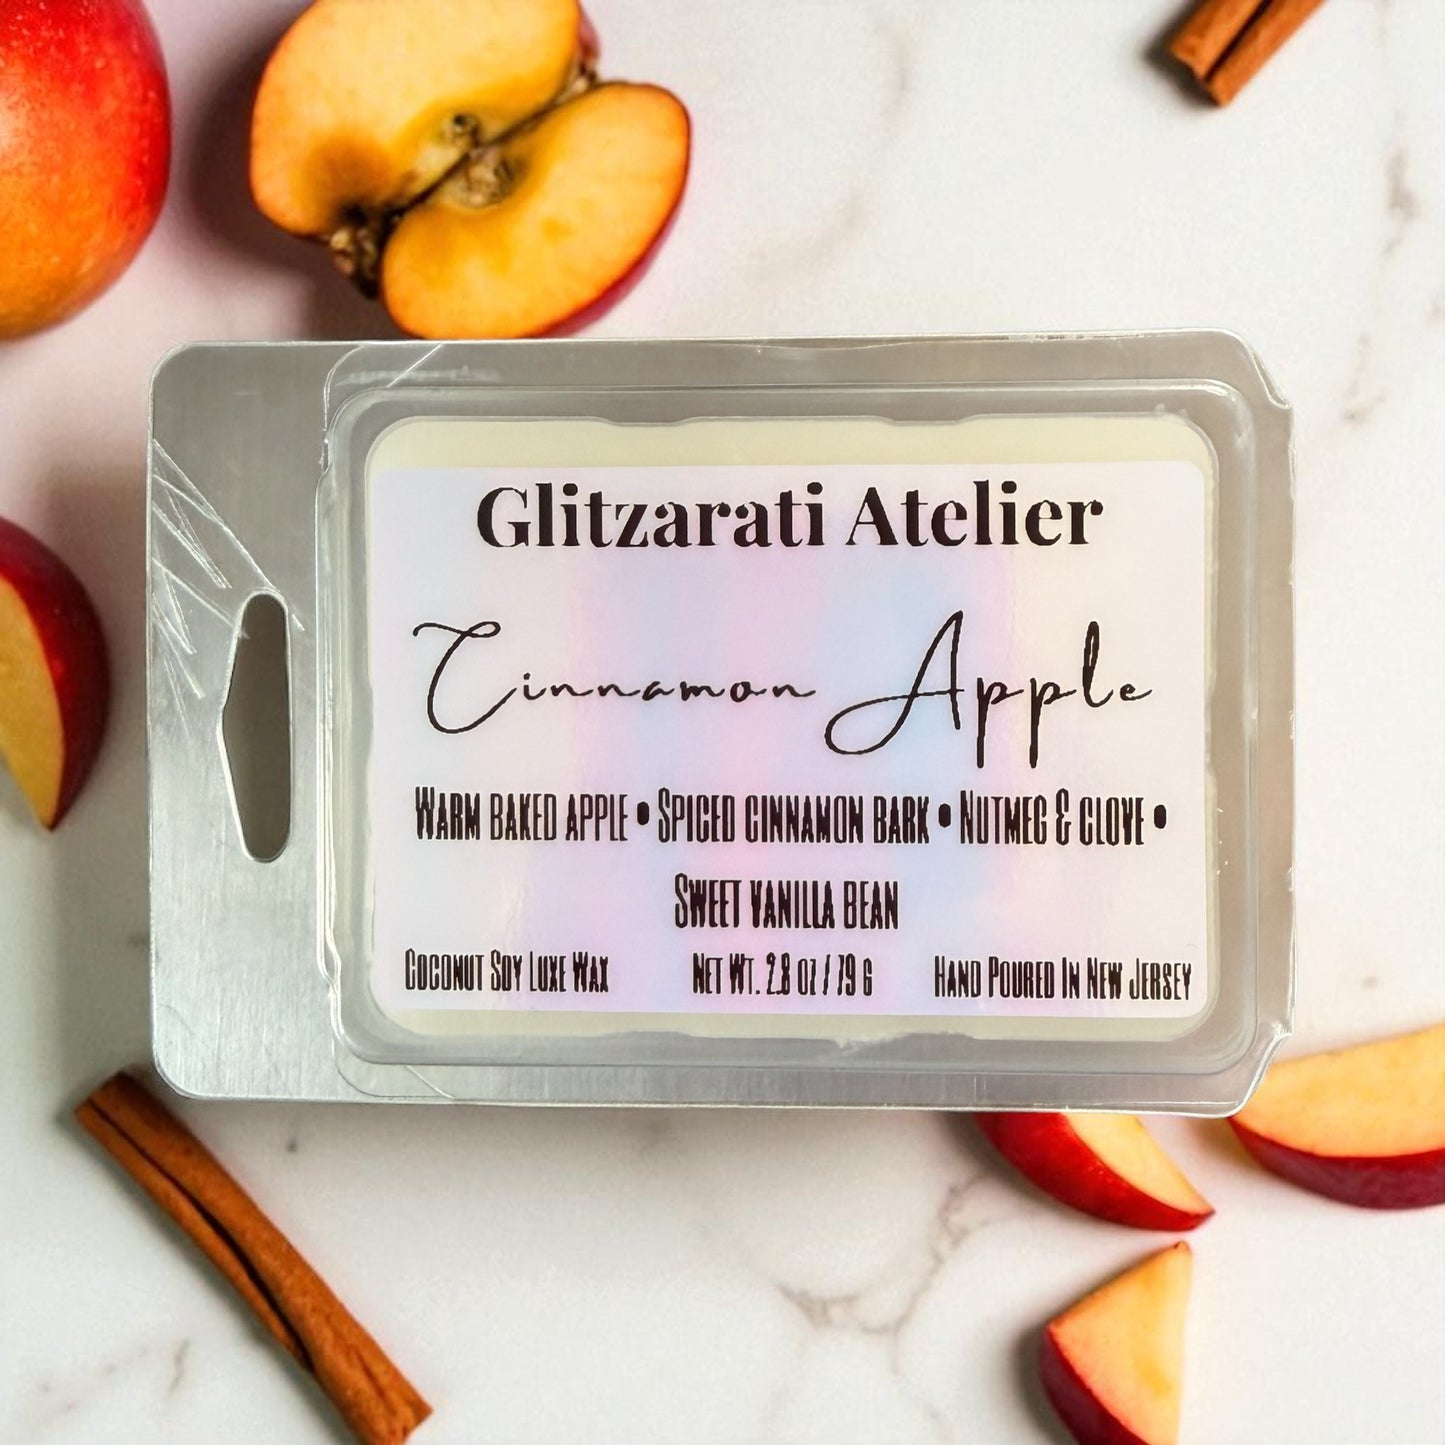 Glitzarati Atelier
Cinnamon Apple
Warm baked apple • Spiced cinnamon bark • Nutmeg & clove •
Sweet vanilla bean
Coconut Soy Luxe Wax Net Wt. 2.8 oz / 79 g Hand Poured In New Jersey